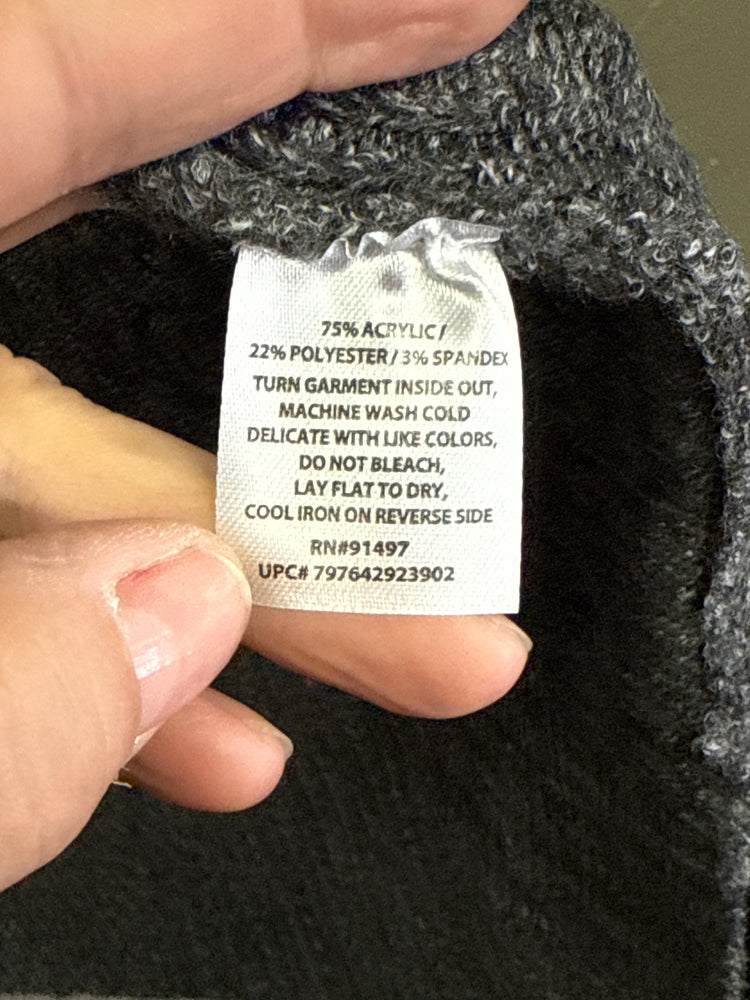 75% ACRYLIC/
22% POLYESTER / 3% SPANDEX
TURN GARMENT INSIDE OUT,
MACHINE WASH COLD
DELICATE WITH LIKE COLORS,
DO NOT BLEACH,
LAY FLAT TO DRY,
COOL IRON ON REVERSE SIDE
RN#91497
UPC# 797642923902